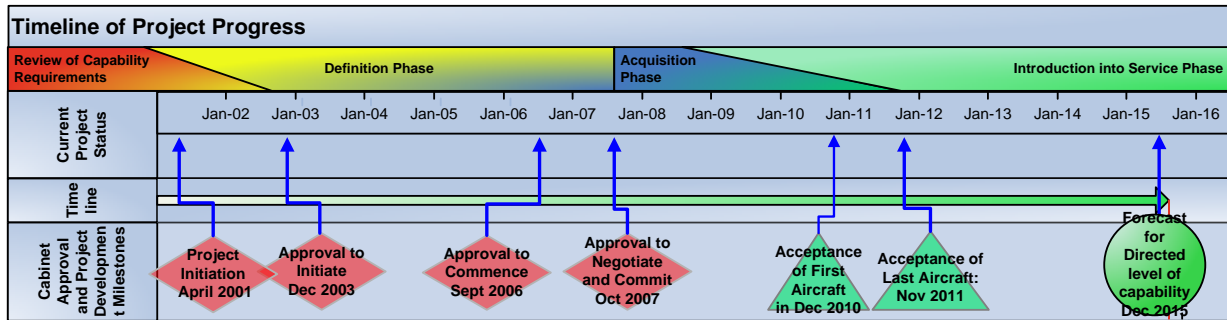 Timeline of Project Progress
Review of Capability
Requirements
Definition Phase
Acquisition
Phase
Introduction into Service Phase
Current
Project
Status
Jan-02 Jan-03 Jan-04 Jan-05 Jan-06 Jan-07 Jan-08 Jan-09 Jan-10 Jan-11 Jan-12 Jan-13 Jan-14 Jan-15 Jan-16
Time
line
Cabinet
Approval
and Project
Developmen
t Milestones
Project
Initiation
April 2001
Approval to
Initiate
Dec 2003
Approval to
Commence
Sept 2006
Approval to
Negotiate
and Commit
Oct 2007
Acceptance
of First
Aircraft
in Dec 2010
Acceptance of
Last Aircraft:
Nov 2011
Forecast
for
Directed
level of
capability
Dec 2015